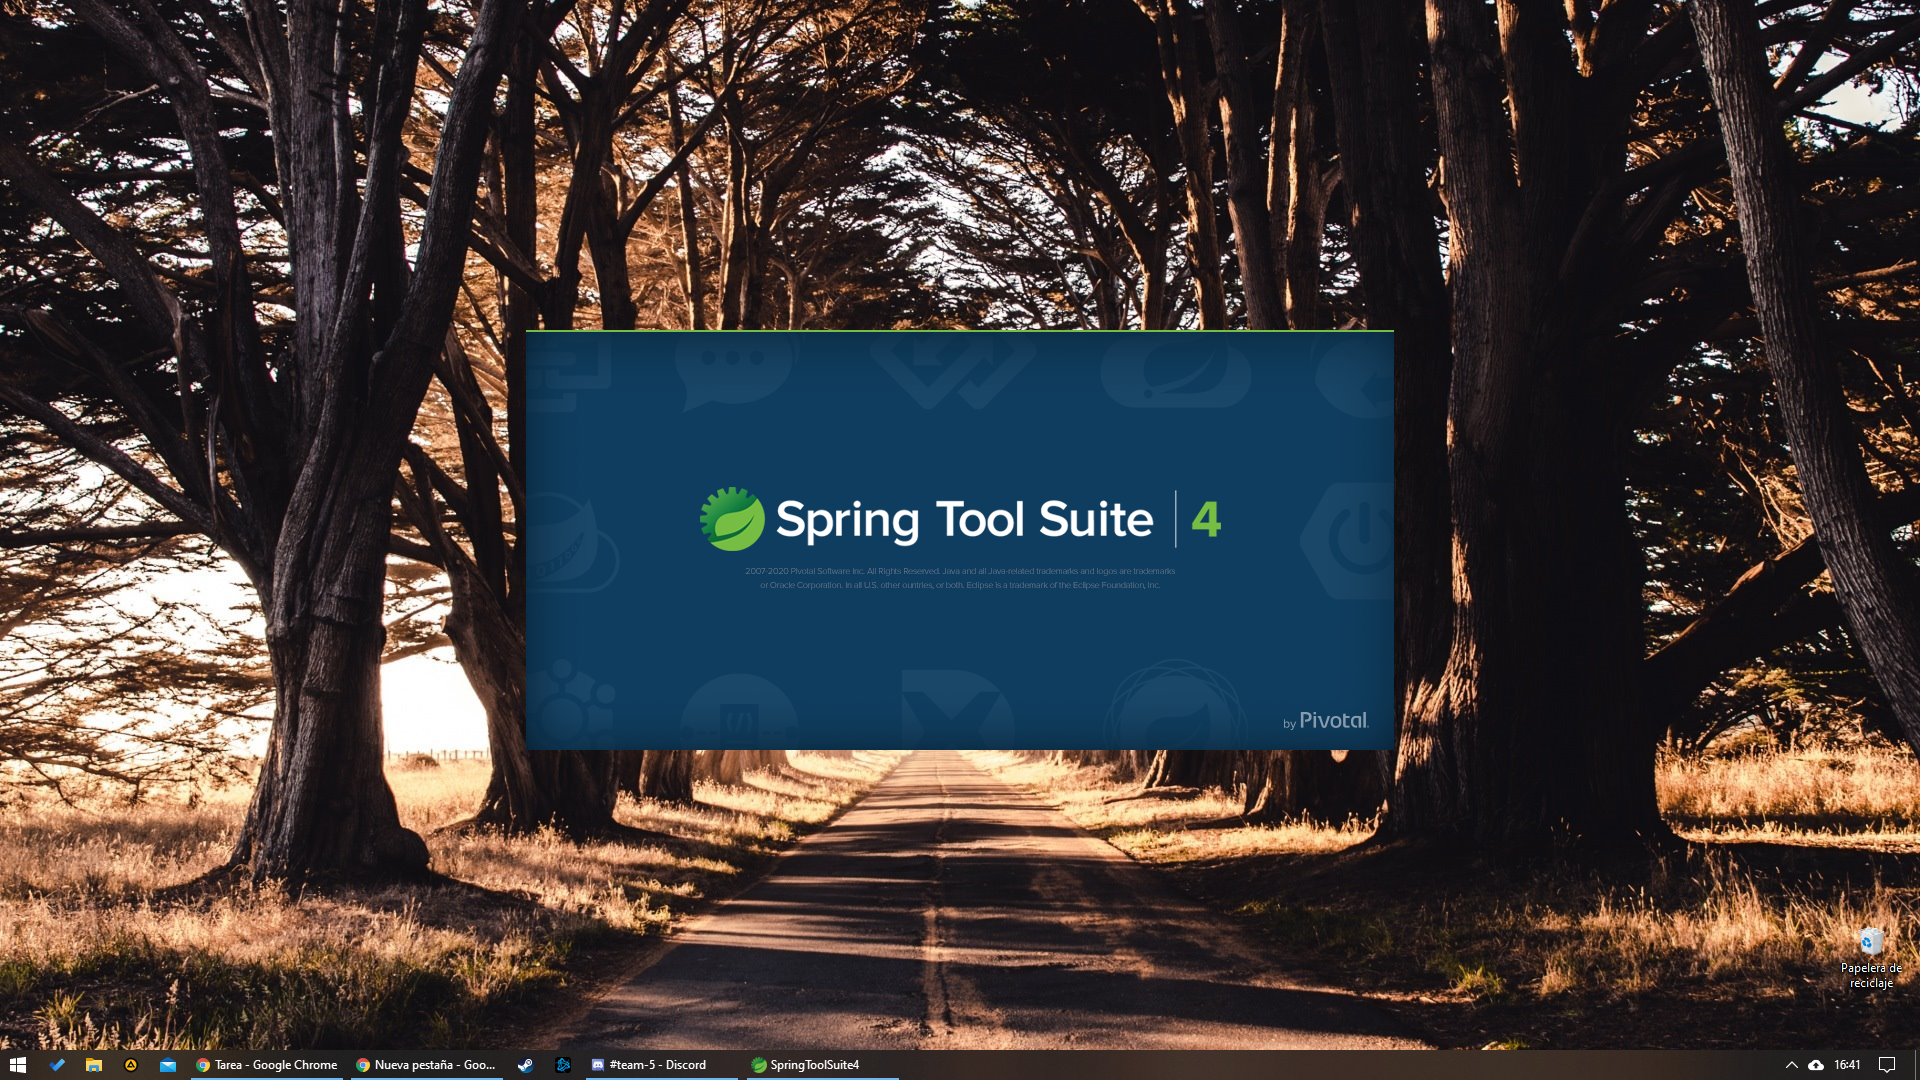 Spring Tool Suite 4
2007-2020 Pivotal Software Inc. All Rights Reserved. Java and all Java-related trademarks and logos are trademarks
or Oracle Corporation. In all U.S. other ountries, or both. Eclipse is a trademark of the Eclipse Foundation, Inc.
by Pivotal.
Papelera de
reciclaje
Tarea - Google Chrome
Nueva pestaña - Goo...
#team-5 - Discord
SpringToolSuite4
16:41